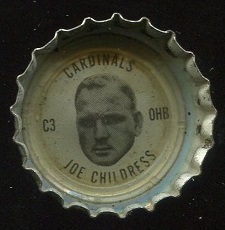 CARDINALS
C3
OHB
JOE CHILDRESS